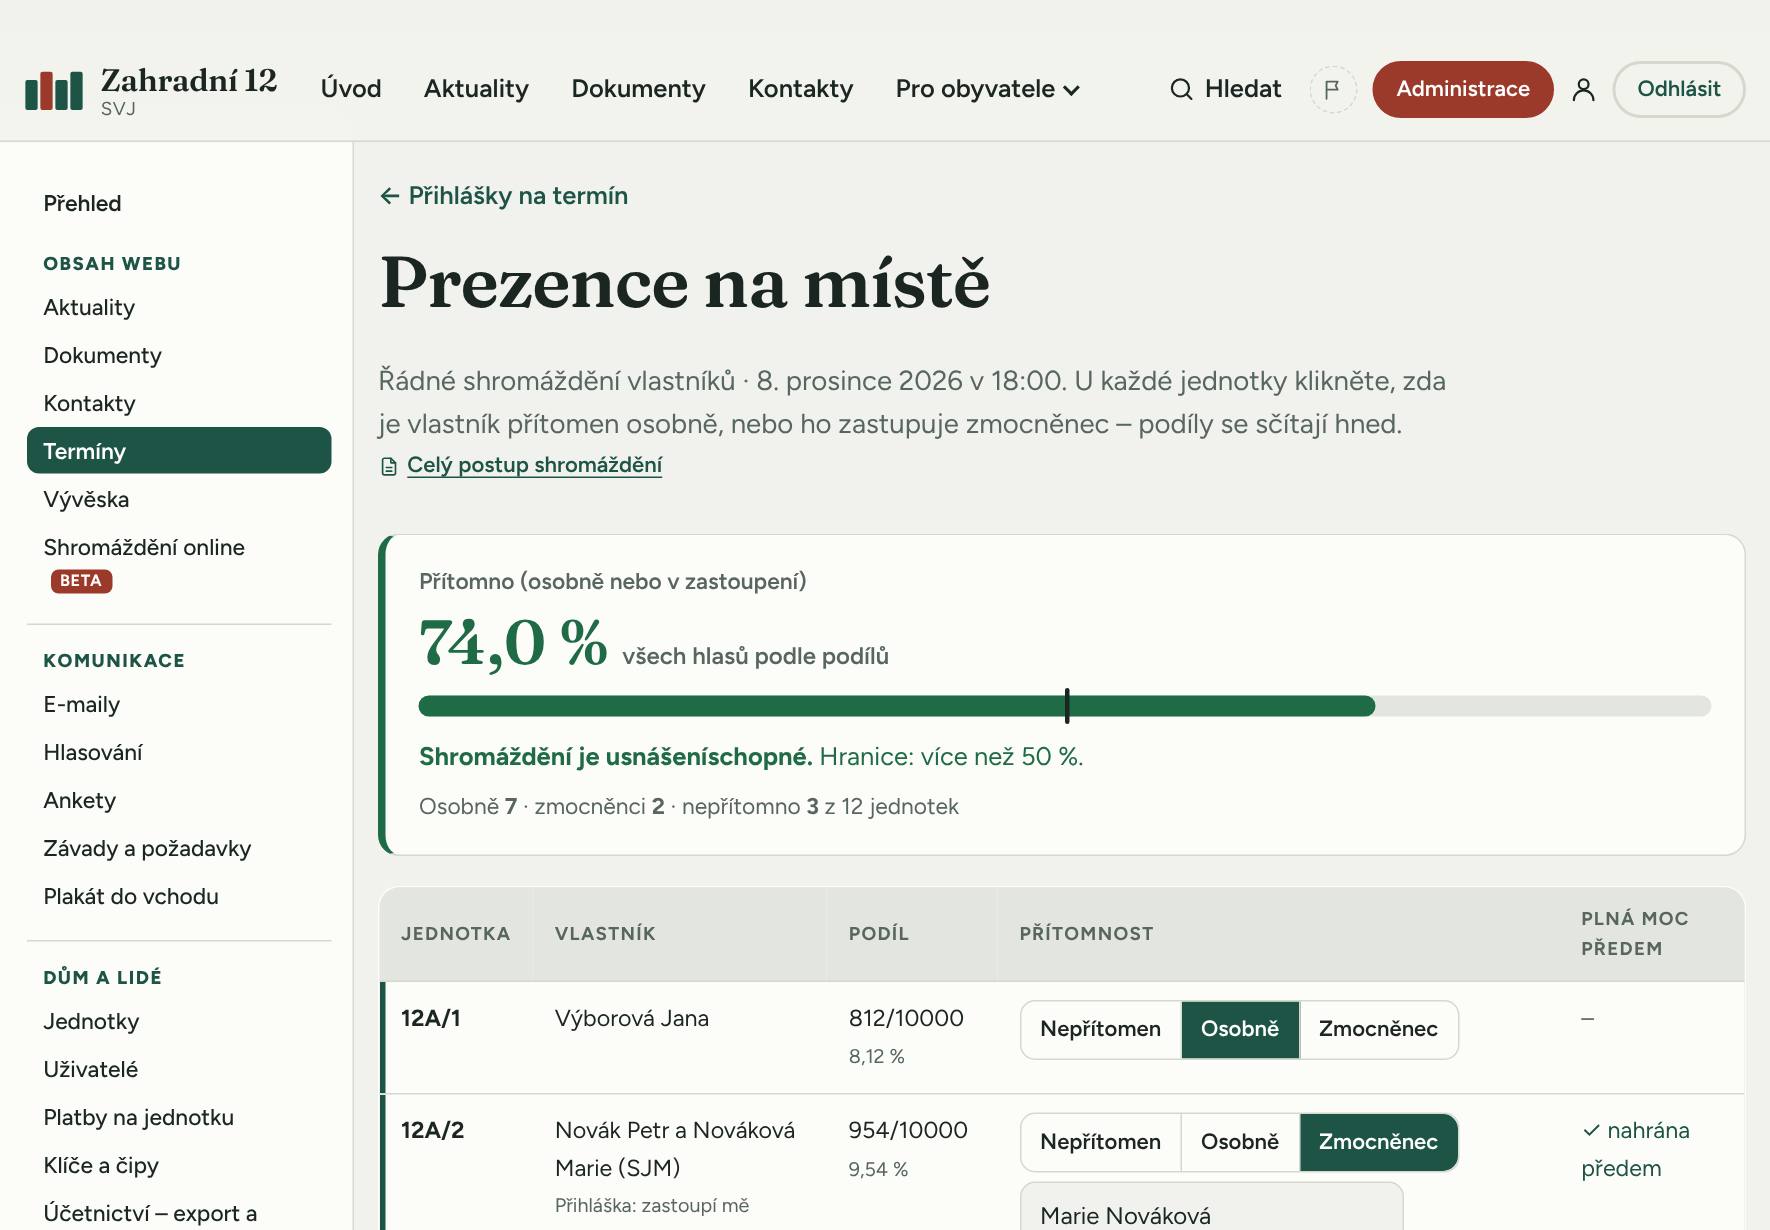 Zahradní 12
SVJ
Úvod
Aktuality
Dokumenty
Kontakty
Pro obyvatele
Hledat
Administrace
Odhlásit
Přehled
OBSAH WEBU
Aktuality
Dokumenty
Kontakty
Termíny
Vývěska
Shromáždění online
BETA
KOMUNIKACE
E-maily
Hlasování
Ankety
Závady a požadavky
Plakát do vchodu
DŮM A LIDÉ
Jednotky
Uživatelé
Platby na jednotku
Klíče a čipy
Účetnictví – export a
← Přihlášky na termín
Prezence na místě
Řádné shromáždění vlastníků · 8. prosince 2026 v 18:00. U každé jednotky klikněte, zda
je vlastník přítomen osobně, nebo ho zastupuje zmocněnec – podíly se sčítají hned.
Celý postup shromáždění
Přítomno (osobně nebo v zastoupení)
74,0 % všech hlasů podle podílů
Shromáždění je usnášeníschopné. Hranice: více než 50 %.
Osobně 7 · zmocněnci 2 · nepřítomno 3 z 12 jednotek
JEDNOTKA
VLASTNÍK
PODÍL
PŘÍTOMNOST
PLNÁ MOC
PŘEDEM
12A/1
Výborová Jana
812/10000
8,12 %
Nepřítomen
Osobně
Zmocněnec
–
12A/2
Novák Petr a Nováková
Marie (SJM)
Přihláška: zastoupí mě
954/10000
9,54 %
Nepřítomen
Osobně
Zmocněnec
Marie Nováková
✓ nahrána
předem